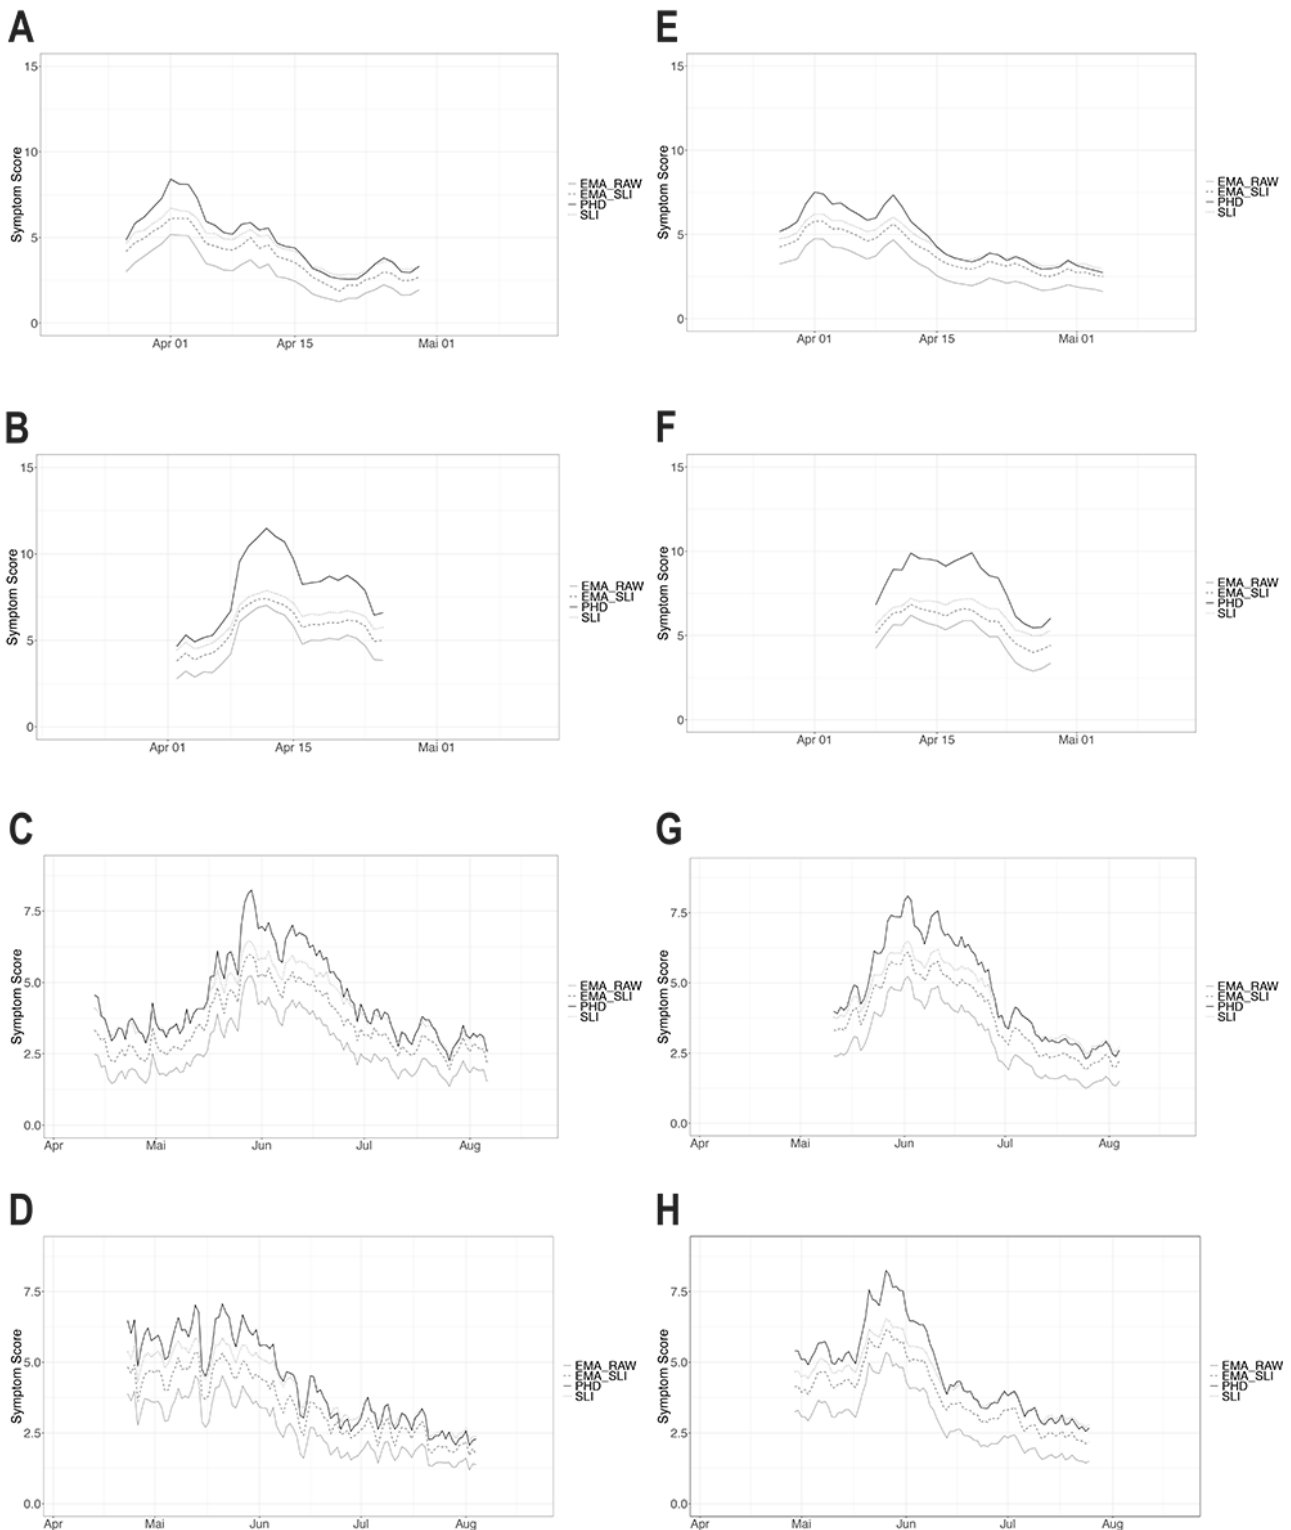 A
Symptom Score
15
10
5
0
Apr 01 Apr 15 Mai 01
EMA_RAW
EMA_SLI
PHD
SLI
E
Symptom Score
15
10
5
0
Apr 01 Apr 15 Mai 01
EMA_RAW
EMA_SLI
PHD
SLI
B
Symptom Score
15
10
5
0
Apr 01 Apr 15 Mai 01
EMA_RAW
EMA_SLI
PHD
SLI
F
Symptom Score
15
10
5
0
Apr 01 Apr 15 Mai 01
EMA_RAW
EMA_SLI
PHD
SLI
C
Symptom Score
7.5
5.0
2.5
0.0
Apr Mai Jun Jul Aug
EMA_RAW
EMA_SLI
PHD
SLI
G
Symptom Score
7.5
5.0
2.5
0.0
Apr Mai Jun Jul Aug
EMA_RAW
EMA_SLI
PHD
SLI
D
Symptom Score
7.5
5.0
2.5
0.0
Apr Mai Jun Jul Aug
EMA_RAW
EMA_SLI
PHD
SLI
H
Symptom Score
7.5
5.0
2.5
0.0
Apr Mai Jun Jul Aug
EMA_RAW
EMA_SLI
PHD
SLI